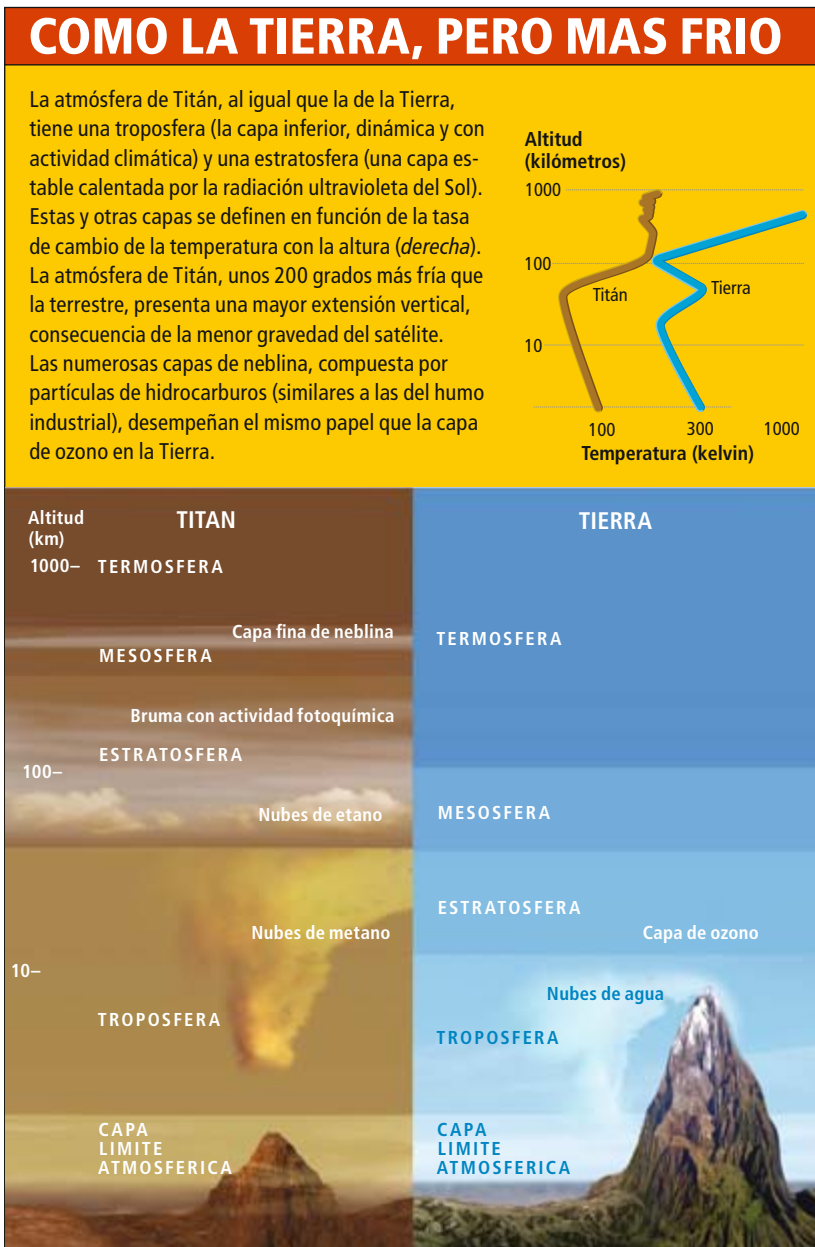 COMO LA TIERRA, PERO MAS FRIO
La atmósfera de Titán, al igual que la de la Tierra,
tiene una troposfera (la capa inferior, dinámica y con
actividad climática) y una estratosfera (una capa es-
table calentada por la radiación ultravioleta del Sol).
Estas y otras capas se definen en función de la tasa
de cambio de la temperatura con la altura (derecha).
La atmósfera de Titán, unos 200 grados más fría que
la terrestre, presenta una mayor extensión vertical,
consecuencia de la menor gravedad del satélite.
Las numerosas capas de neblina, compuesta por
partículas de hidrocarburos (similares a las del humo
industrial), desempeñan el mismo papel que la capa
de ozono en la Tierra.
Altitud
(kilómetros)
1000
100
Titán
Tierra
10
100 300 1000
Temperatura (kelvin)
Altitud
(km)
TITAN
1000– TERMOSFERA
Capa fina de neblina
MESOSFERA
Bruma con actividad fotoquímica
ESTRATOSFERA
100–
Nubes de etano
Nubes de metano
10–
TROPOSFERA
CAPA
LIMITE
ATMOSFERICA
TIERRA
TERMOSFERA
MESOSFERA
ESTRATOSFERA
Capa de ozono
Nubes de agua
TROPOSFERA
CAPA
LIMITE
ATMOSFERICA